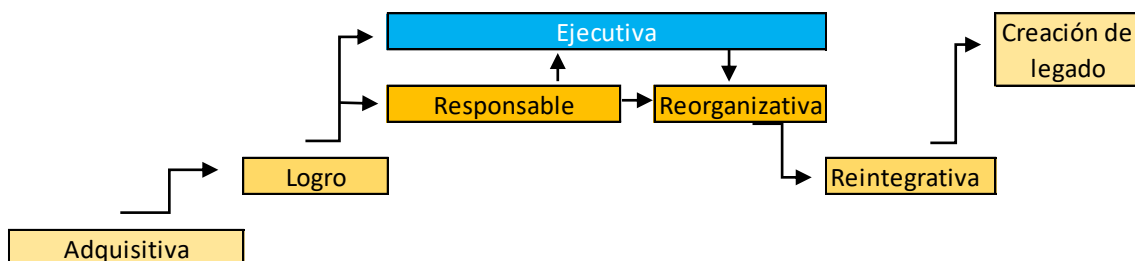 Ejecutiva
Creación de
legado
Responsable
Reorganizativa
Logro
Reintegrativa
Adquisitiva